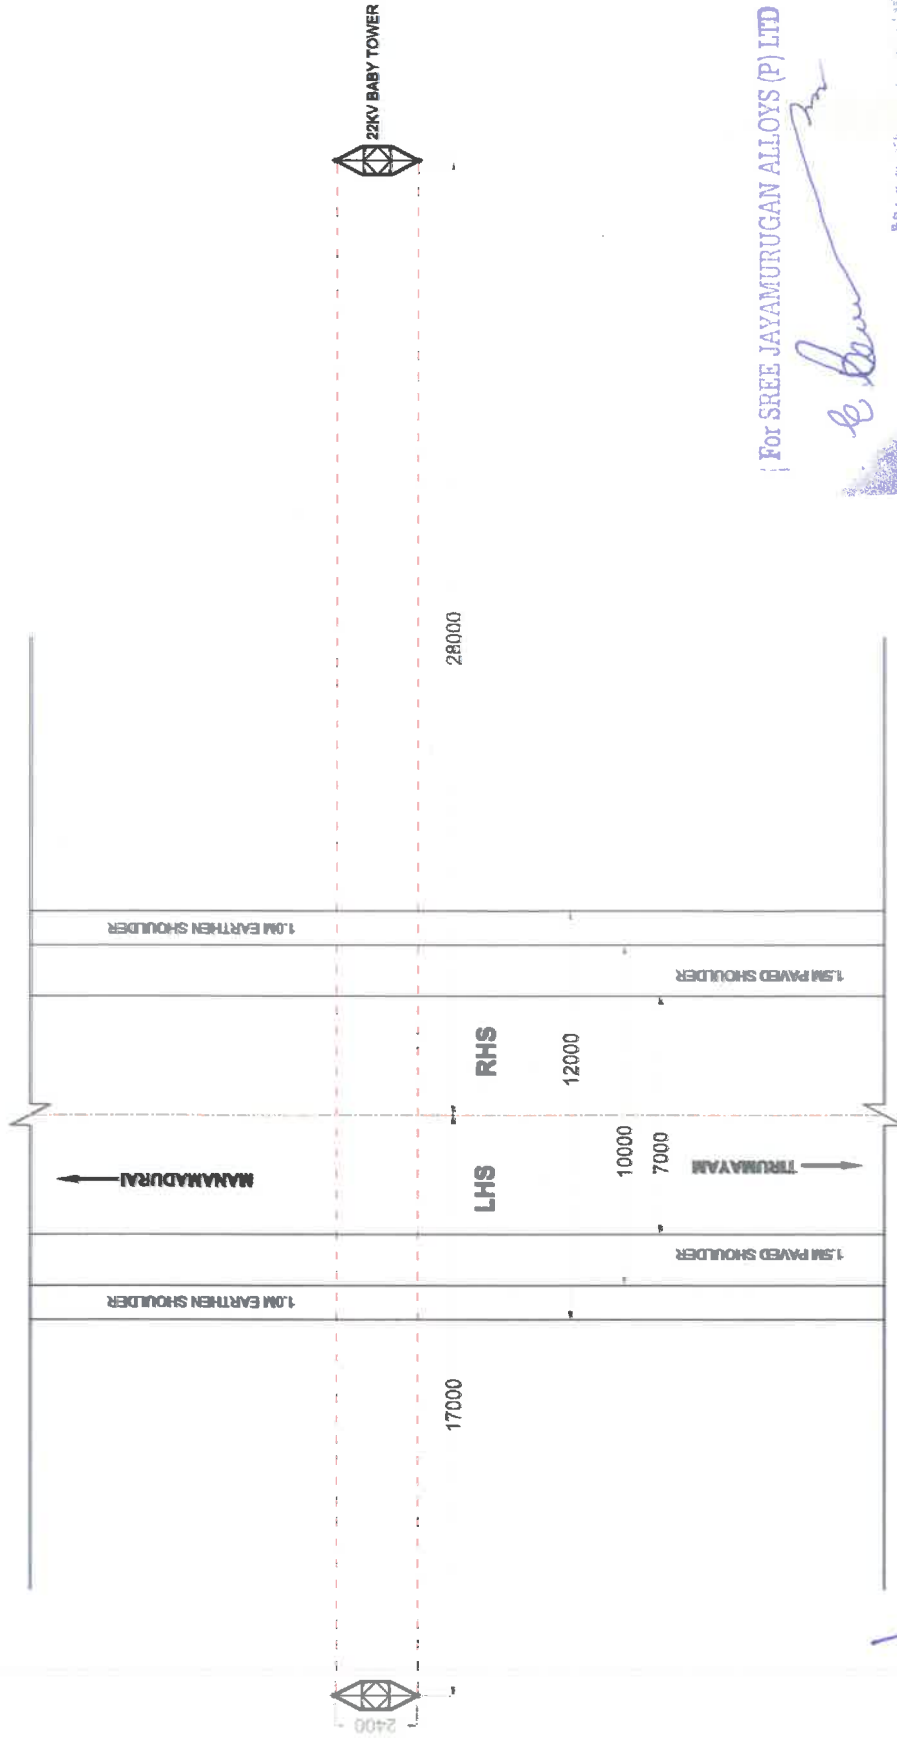 22KV BABY TOWER
For SREE JAYAMURUGAN ALLOYS (P) LTD
28000
1.0M EARTHEN SHOULDER
1.5M PAVED SHOULDER
RHS
12000
MANAMADURAI
LHS
10000
7000
TIRUMAYAM
1.5M PAVED SHOULDER
1.0M EARTHEN SHOULDER
17000
2400